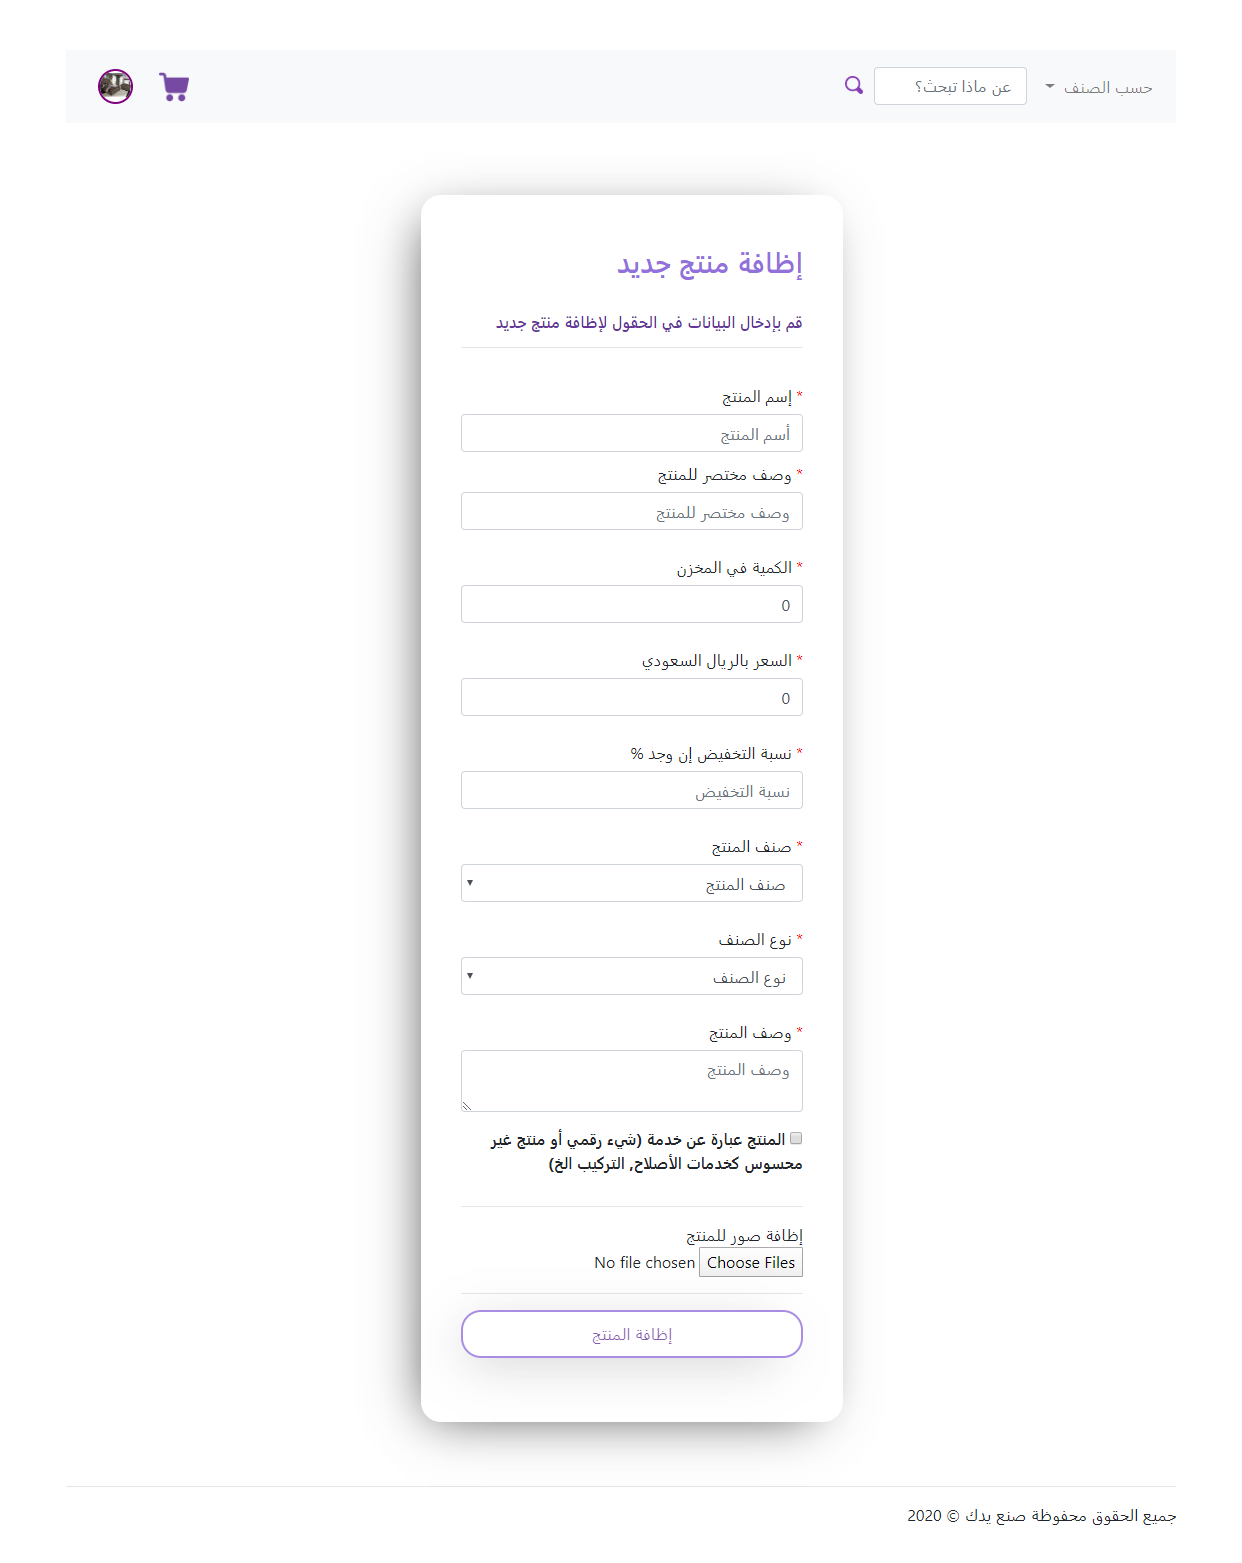 حسب الصنف
عن ماذا تبحث؟
إظافة منتج جديد
قم بإدخال البيانات في الحقول لإظافة منتج جديد
* إسم المنتج
أسم المنتج
* وصف مختصر للمنتج
وصف مختصر للمنتج
* الكمية في المخزن
0
* السعر بالريال السعودي
0
* نسبة التخفيض إن وجد %
نسبة التخفيض
* صنف المنتج
صنف المنتج
* نوع الصنف
نوع الصنف
* وصف المنتج
وصف المنتج
المنتج عبارة عن خدمة (شيء رقمي أو منتج غير
محسوس كخدمات الأصلاح, التركيب الخ)
إظافة صور للمنتج
Choose Files No file chosen
إظافة المنتج
جميع الحقوق محفوظة صنع يدك © 2020